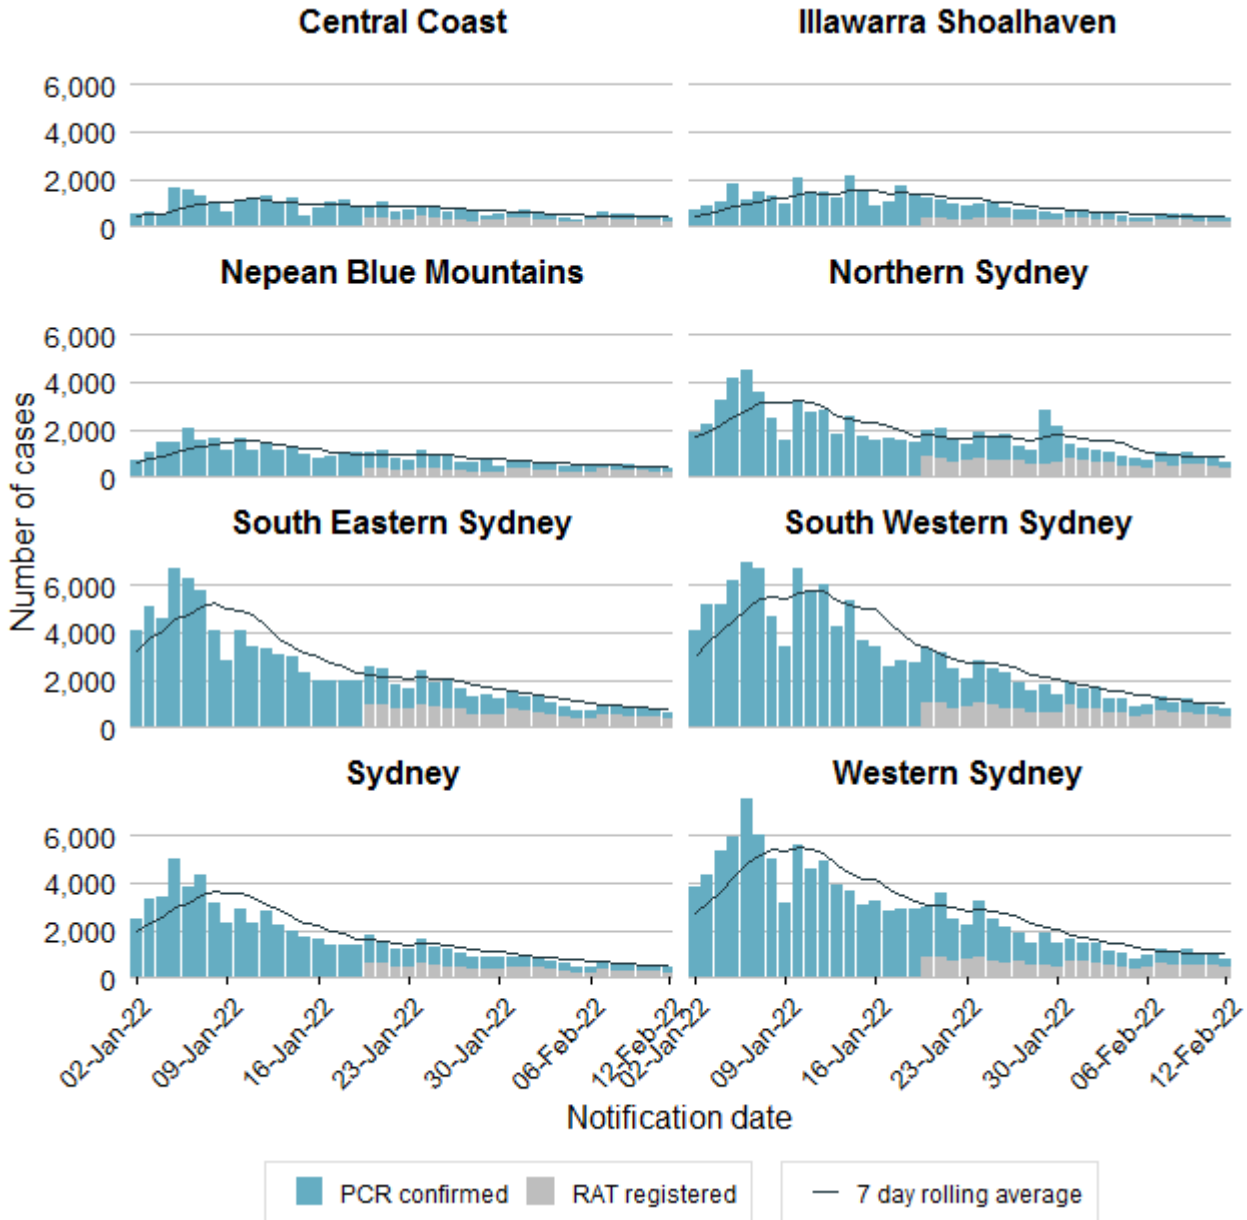 Central Coast
Illawarra Shoalhaven
6,000
4,000
2,000
0
Nepean Blue Mountains
Northern Sydney
6,000
4,000
2,000
0
South Eastern Sydney
South Western Sydney
6,000
4,000
2,000
0
Sydney
Western Sydney
6,000
4,000
2,000
0
Number of cases
02-Jan-22
09-Jan-22
16-Jan-22
23-Jan-22
30-Jan-22
06-Feb-22
12-Feb-22
02-Jan-22
09-Jan-22
16-Jan-22
23-Jan-22
30-Jan-22
06-Feb-22
12-Feb-22
Notification date
PCR confirmed
RAT registered
7 day rolling average